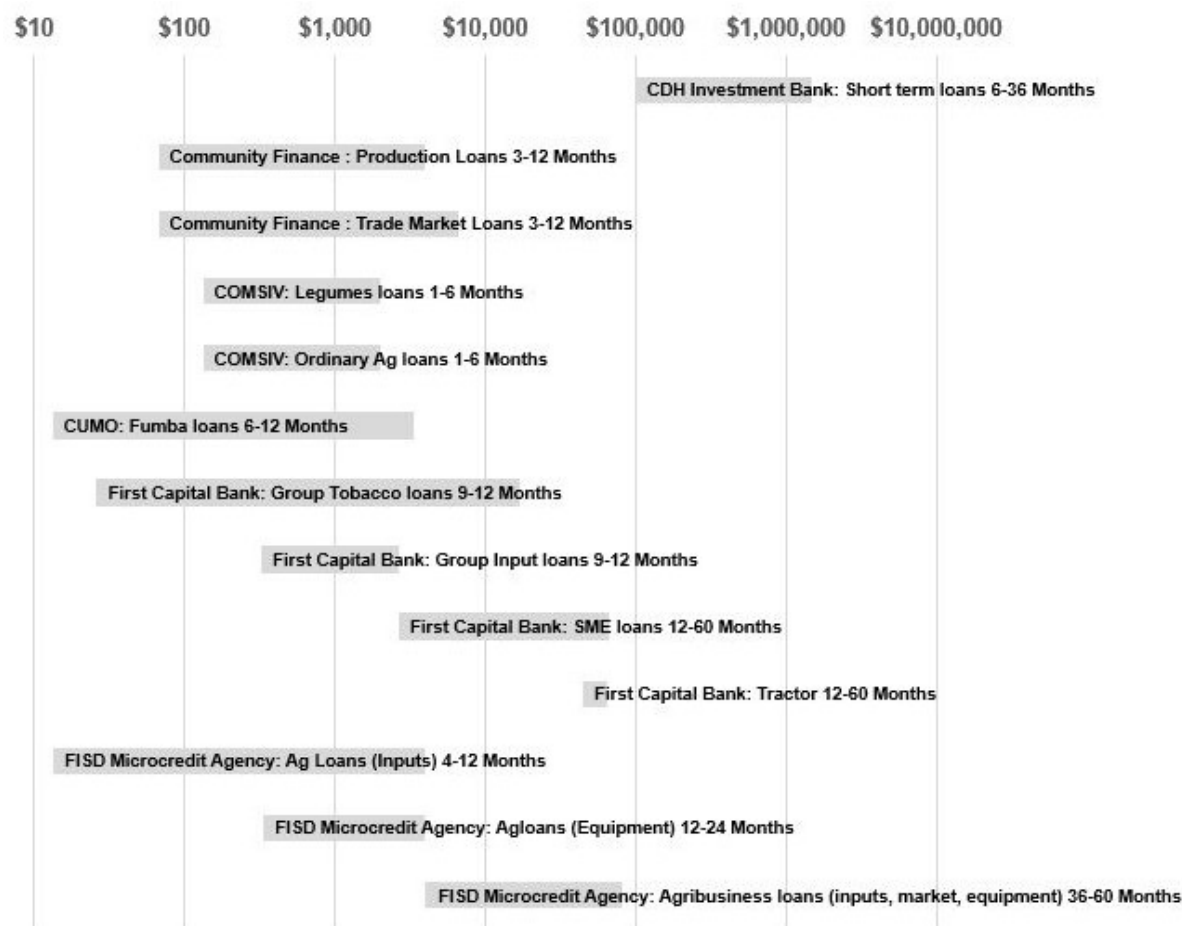 $10 $100 $1,000 $10,000 $100,000 $1,000,000 $10,000,000
CDH Investment Bank: Short term loans 6-36 Months
Community Finance : Production Loans 3-12 Months
Community Finance : Trade Market Loans 3-12 Months
COMSIV: Legumes loans 1-6 Months
COMSIV: Ordinary Ag loans 1-6 Months
CUMO: Fumba loans 6-12 Months
First Capital Bank: Group Tobacco loans 9-12 Months
First Capital Bank: Group Input loans 9-12 Months
First Capital Bank: SME loans 12-60 Months
First Capital Bank: Tractor 12-60 Months
FISD Microcredit Agency: Ag Loans (Inputs) 4-12 Months
FISD Microcredit Agency: Agloans (Equipment) 12-24 Months
FISD Microcredit Agency: Agribusiness loans (inputs, market, equipment) 36-60 Months